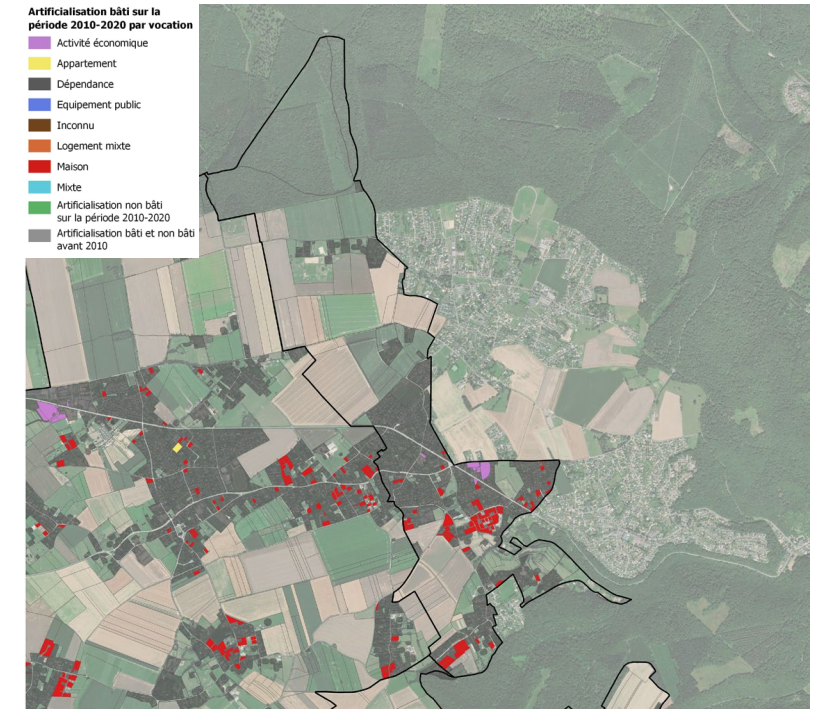 Artificialisation bâti sur la
période 2010-2020 par vocation
Activité économique
Appartement
Dépendance
Equipement public
Inconnu
Logement mixte
Maison
Mixte
Artificialisation non bâti
sur la période 2010-2020
Artificialisation bâti et non bâti
avant 2010